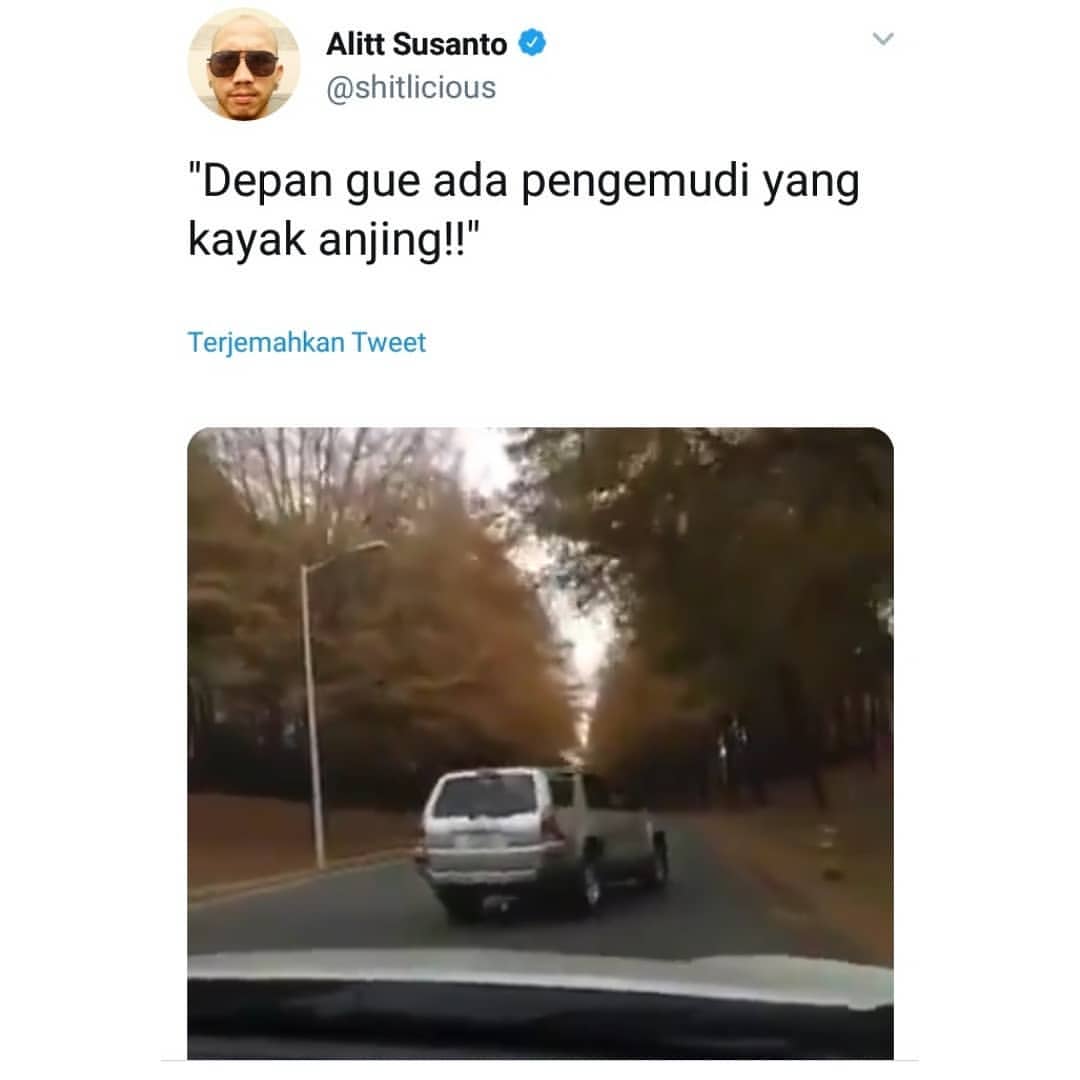 Alitt Susanto
@shitlicious
"Depan gue ada pengemudi yang
kayak anjing!!"
Terjemahkan Tweet